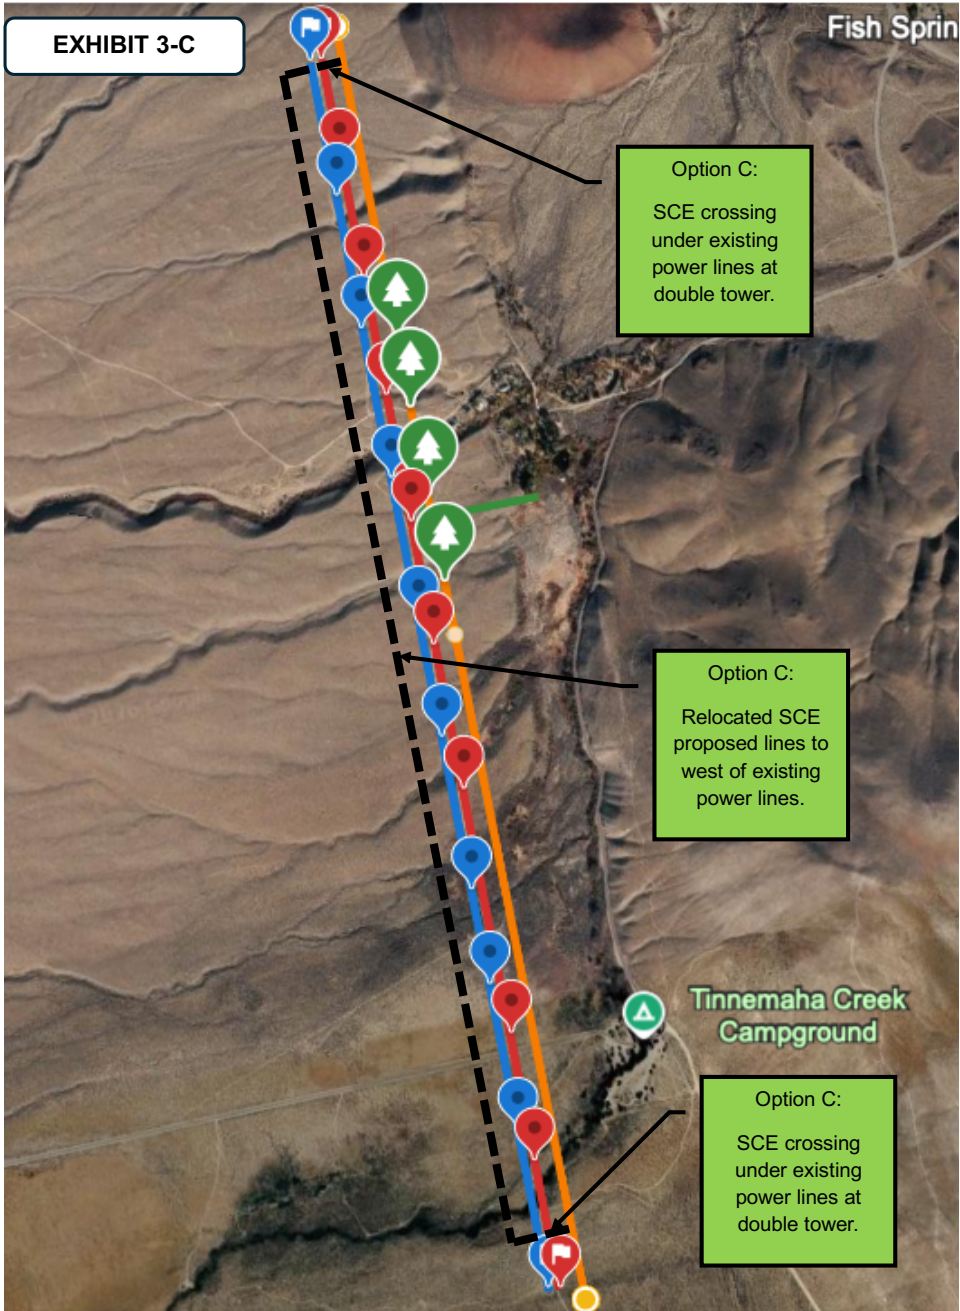 EXHIBIT 3-C
Fish Sprin
Option C:
SCE crossing
under existing
power lines at
double tower.
Option C:
Relocated SCE
proposed lines to
west of existing
power lines.
Tinnemaha Creek
Campground
Option C:
SCE crossing
under existing
power lines at
double tower.